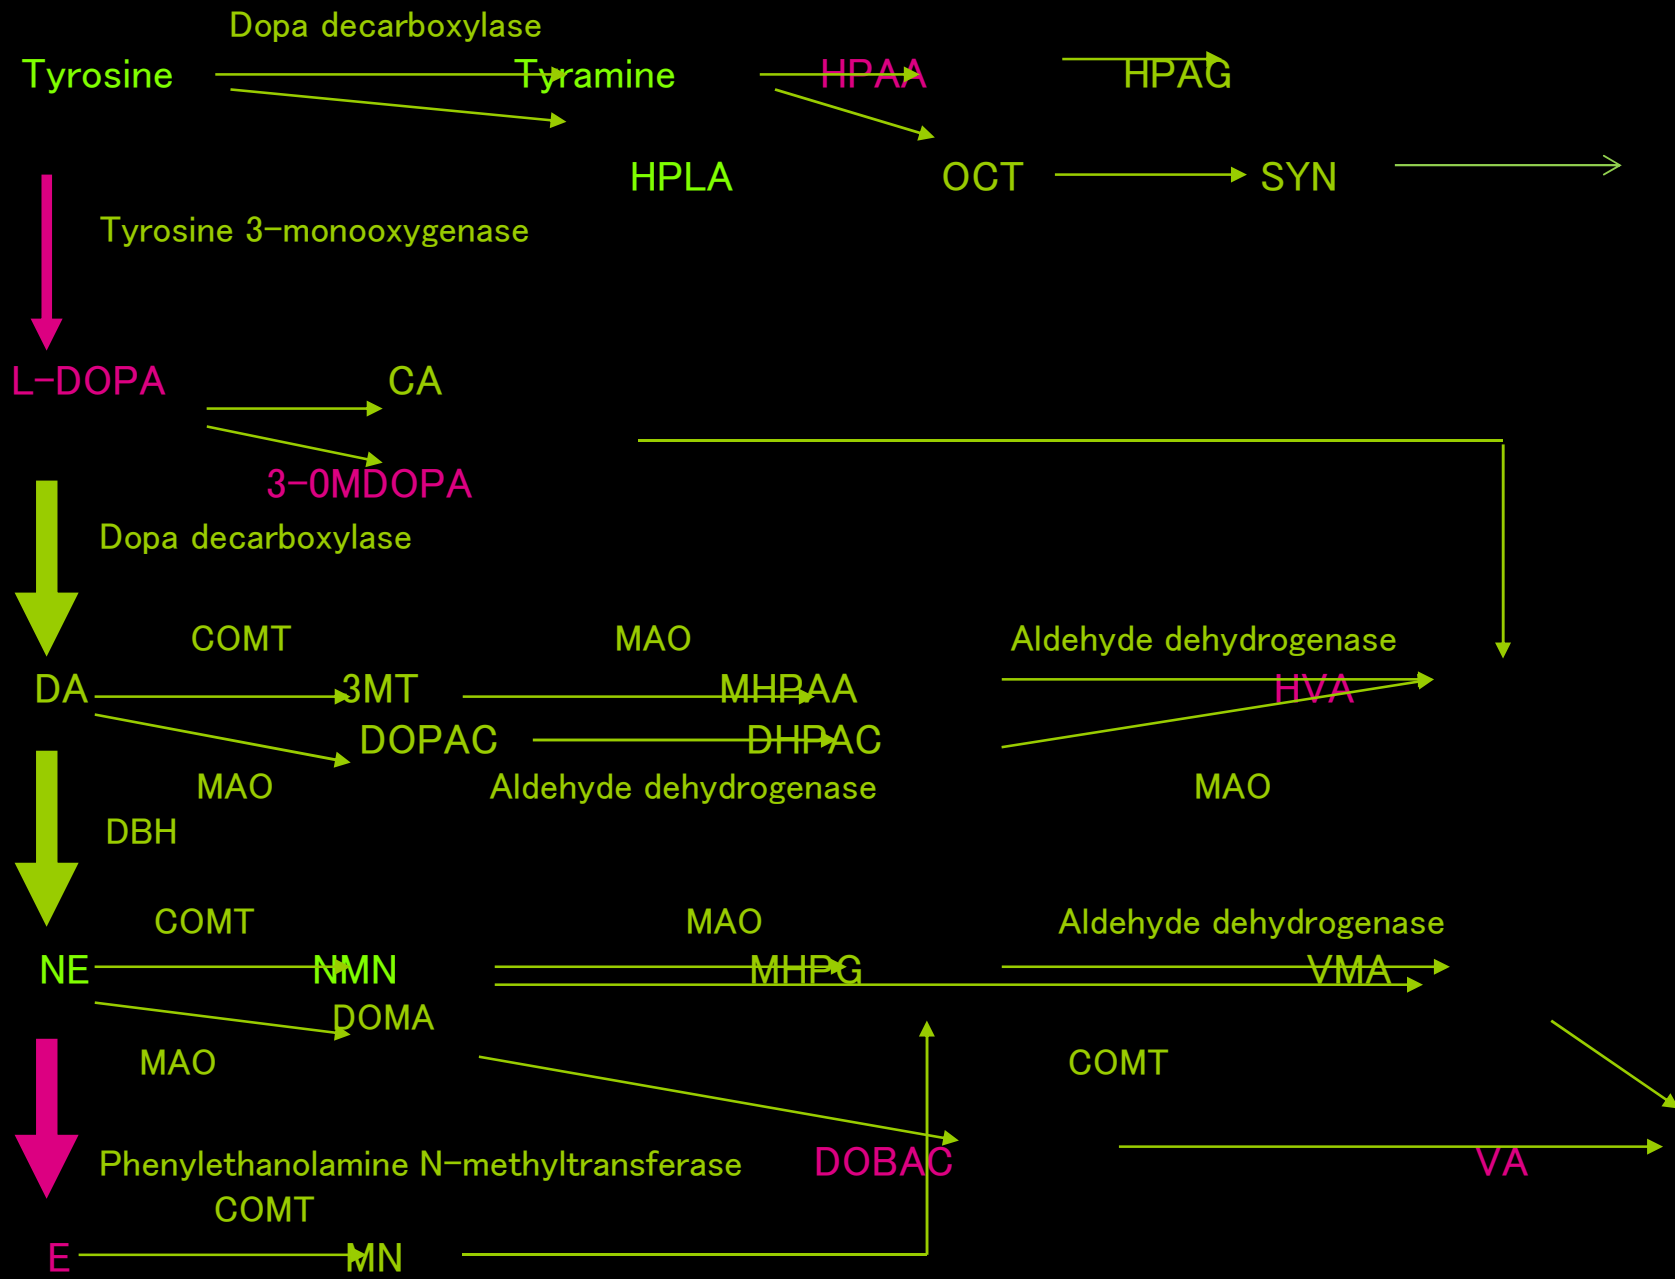 Dopa decarboxylase
Tyrosine Tyramine HPAA HPAG
HPLA OCT SYN
Tyrosine 3-monooxygenase
L-DOPA CA
3-0MDOPA
Dopa decarboxylase
COMT MAO Aldehyde dehydrogenase
DA 3MT MHPAA HVA
DOPAC DHPAC
MAO Aldehyde dehydrogenase MAO
DBH
COMT MAO Aldehyde dehydrogenase
NE NMN MHPG VMA
DOMA
MAO COMT
Phenylethanolamine N-methyltransferase DOBAC VA
COMT
E MN